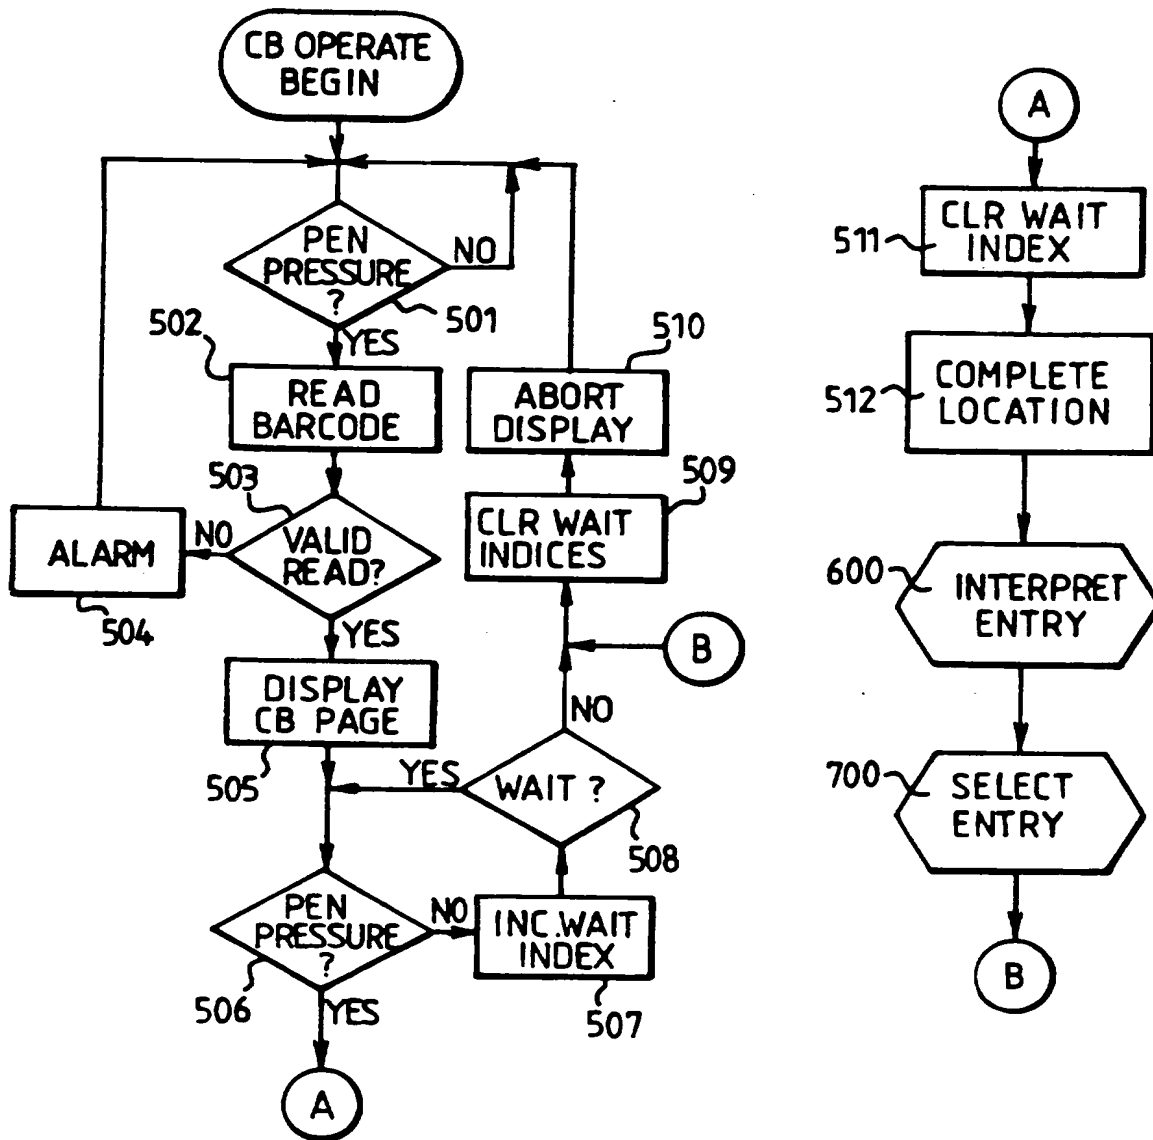 CB OPERATE
BEGIN
PEN
PRESSURE
?
NO
501
YES
502
READ
BARCODE
503
VALID
READ?
NO
ALARM
504
YES
DISPLAY
CB PAGE
505
PEN
PRESSURE
?
506
YES
A
NO
INC.WAIT
INDEX
507
WAIT ?
508
YES
NO
B
CLR WAIT
INDICES
509
ABORT
DISPLAY
510
A
CLR WAIT
INDEX
511
COMPLETE
LOCATION
512
INTERPRET
ENTRY
600
SELECT
ENTRY
700
B